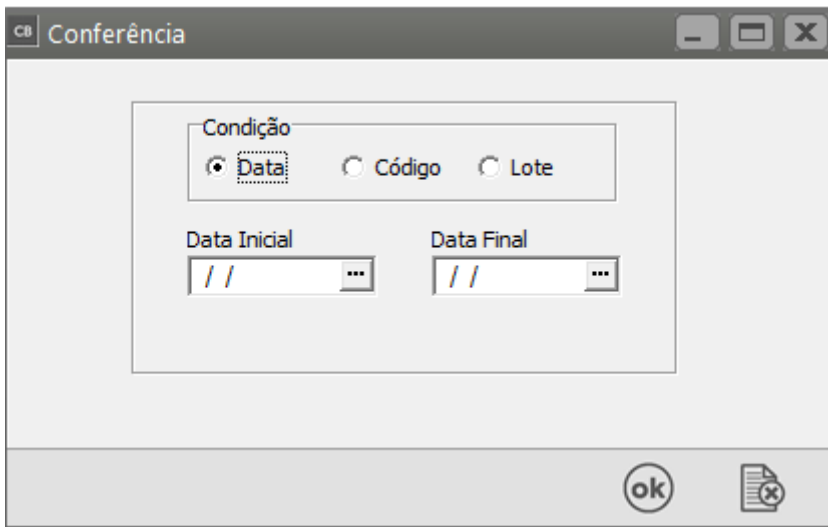 CB Conferência
Condição
Data Código Lote
Data Inicial Data Final
/ / ... / / ...
ok